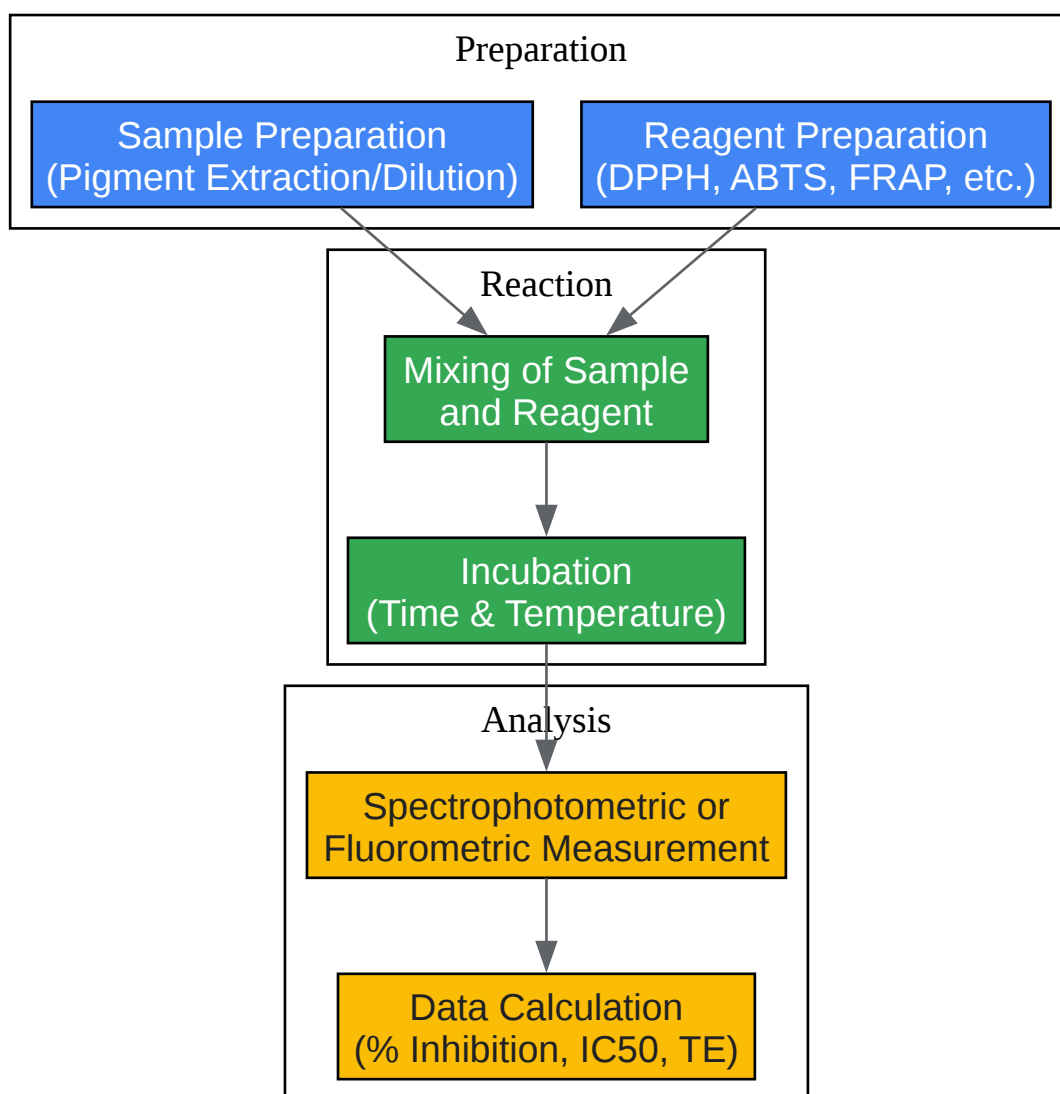 Preparation
Sample Preparation
(Pigment Extraction/Dilution)
Reagent Preparation
(DPPH, ABTS, FRAP, etc.)
Reaction
Mixing of Sample
and Reagent
Incubation
(Time & Temperature)
Analysis
Spectrophotometric or
Fluorometric Measurement
Data Calculation
(% Inhibition, IC50, TE)